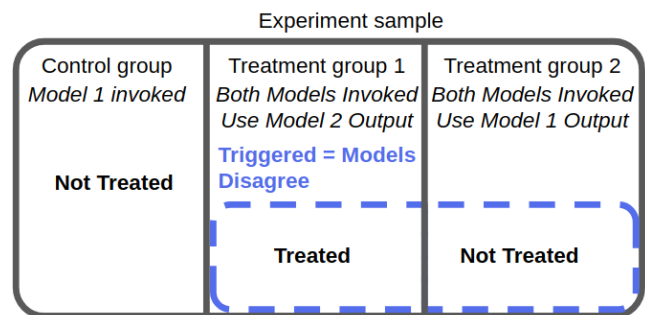 Experiment sample
Control group
Model 1 invoked
Not Treated
Treatment group 1
Both Models Invoked
Use Model 2 Output
Triggered = Models
Disagree
Treated
Treatment group 2
Both Models Invoked
Use Model 1 Output
Not Treated